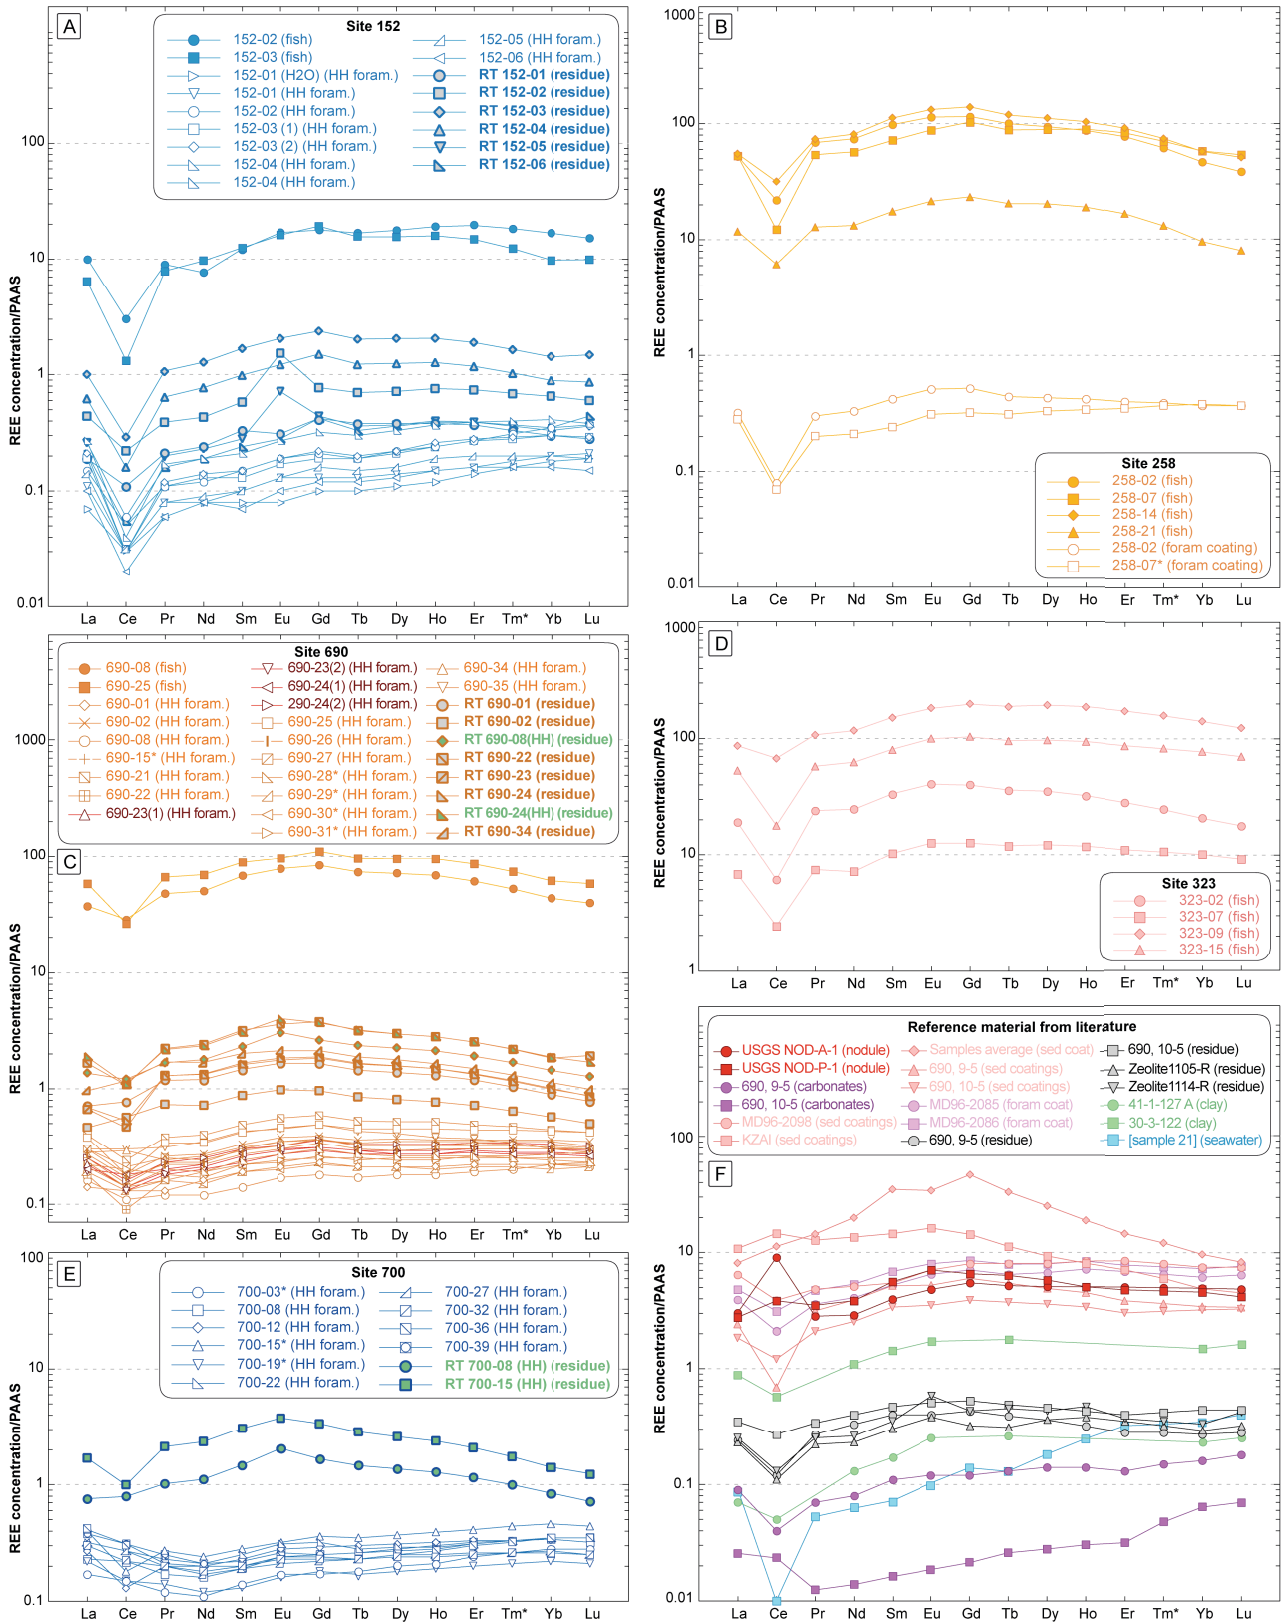 A
Site 152
152-02 (fish)
152-03 (fish)
152-01 (H2O) (HH foram.)
152-01 (HH foram.)
152-02 (HH foram.)
152-03 (1) (HH foram.)
152-03 (2) (HH foram.)
152-04 (HH foram.)
152-04 (HH foram.)
152-05 (HH foram.)
152-06 (HH foram.)
RT 152-01 (residue)
RT 152-02 (residue)
RT 152-03 (residue)
RT 152-04 (residue)
RT 152-05 (residue)
RT 152-06 (residue)
REE concentration/PAAS
100
10
1
0.1
0.01
La Ce Pr Nd Sm Eu Gd Tb Dy Ho Er Tm* Yb Lu
B
REE concentration/PAAS
1000
100
10
1
0.1
0.01
Site 258
258-02 (fish)
258-07 (fish)
258-14 (fish)
258-21 (fish)
258-02 (foram coating)
258-07* (foram coating)
La Ce Pr Nd Sm Eu Gd Tb Dy Ho Er Tm* Yb Lu
Site 690
690-08 (fish)
690-25 (fish)
690-01 (HH foram.)
690-02 (HH foram.)
690-08 (HH foram.)
690-15* (HH foram.)
690-21 (HH foram.)
690-22 (HH foram.)
690-23(1) (HH foram.)
690-23(2) (HH foram.)
690-24(1) (HH foram.)
290-24(2) (HH foram.)
690-25 (HH foram.)
690-26 (HH foram.)
690-27 (HH foram.)
690-28* (HH foram.)
690-29* (HH foram.)
690-30* (HH foram.)
690-31* (HH foram.)
690-34 (HH foram.)
690-35 (HH foram.)
RT 690-01 (residue)
RT 690-02 (residue)
RT 690-08(HH) (residue)
RT 690-22 (residue)
RT 690-23 (residue)
RT 690-24 (residue)
RT 690-24(HH) (residue)
RT 690-34 (residue)
C
REE concentration/PAAS
1000
100
10
1
0.1
La Ce Pr Nd Sm Eu Gd Tb Dy Ho Er Tm* Yb Lu
D
REE concentration/PAAS
1000
100
10
1
Site 323
323-02 (fish)
323-07 (fish)
323-09 (fish)
323-15 (fish)
La Ce Pr Nd Sm Eu Gd Tb Dy Ho Er Tm* Yb Lu
E
Site 700
700-03* (HH foram.)
700-08 (HH foram.)
700-12 (HH foram.)
700-15* (HH foram.)
700-19* (HH foram.)
700-22 (HH foram.)
700-27 (HH foram.)
700-32 (HH foram.)
700-36 (HH foram.)
700-39 (HH foram.)
RT 700-08 (HH) (residue)
RT 700-15 (HH) (residue)
REE concentration/PAAS
100
10
1
0.1
La Ce Pr Nd Sm Eu Gd Tb Dy Ho Er Tm* Yb Lu
Reference material from literature
USGS NOD-A-1 (nodule)
USGS NOD-P-1 (nodule)
690, 9-5 (carbonates)
690, 10-5 (carbonates)
MD96-2098 (sed coatings)
KZAI (sed coatings)
Samples average (sed coat)
690, 9-5 (sed coatings)
690, 10-5 (sed coatings)
MD96-2085 (foram coat)
MD96-2086 (foram coat)
690, 9-5 (residue)
690, 10-5 (residue)
Zeolite1105-R (residue)
Zeolite1114-R (residue)
41-1-127 A (clay)
30-3-122 (clay)
[sample 21] (seawater)
F
REE concentration/PAAS
100
10
1
0.1
0.01
La Ce Pr Nd Sm Eu Gd Tb Dy Ho Er Tm* Yb Lu